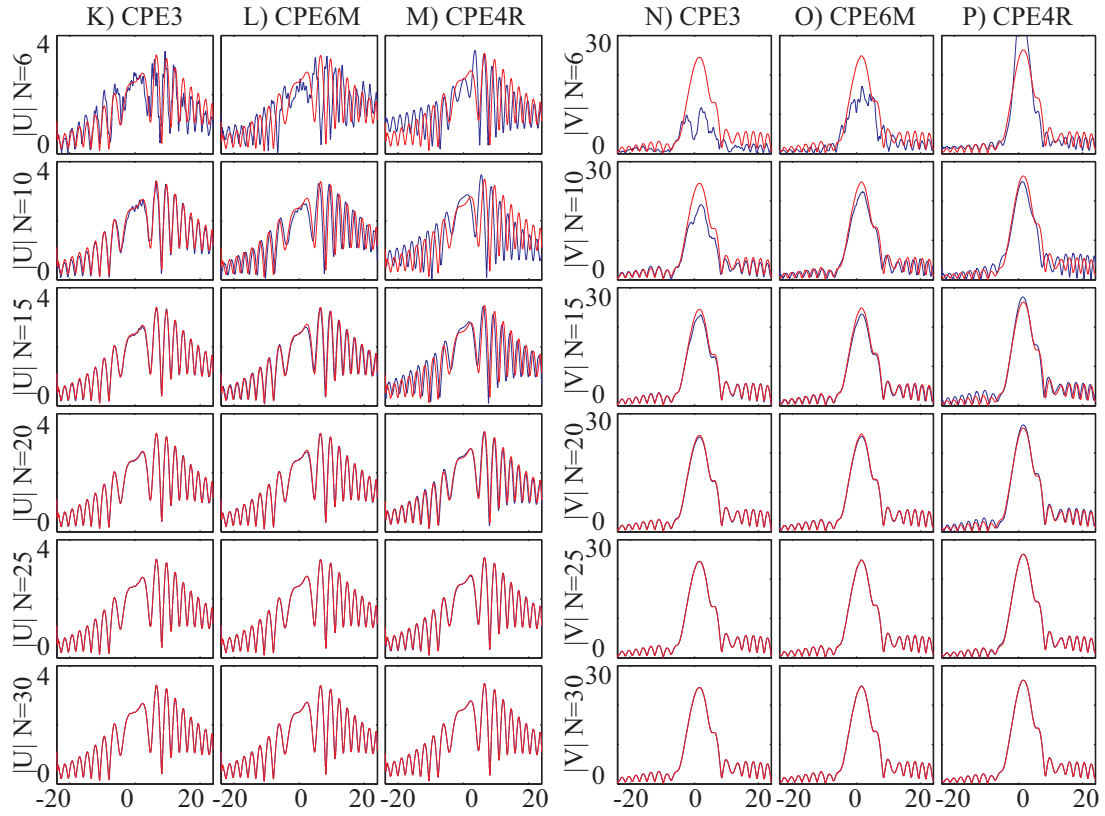 K) CPE3 L) CPE6M M) CPE4R N) CPE3 O) CPE6M P) CPE4R
|U| N=6 4 0 |V| N=6 30 0
|U| N=10 4 0 |V| N=10 30 0
|U| N=15 4 0 |V| N=15 30 0
|U| N=20 4 0 |V| N=20 30 0
|U| N=25 4 0 |V| N=25 30 0
|U| N=30 4 0 |V| N=30 30 0
-20 0 20 -20 0 20 -20 0 20 -20 0 20 -20 0 20 -20 0 20